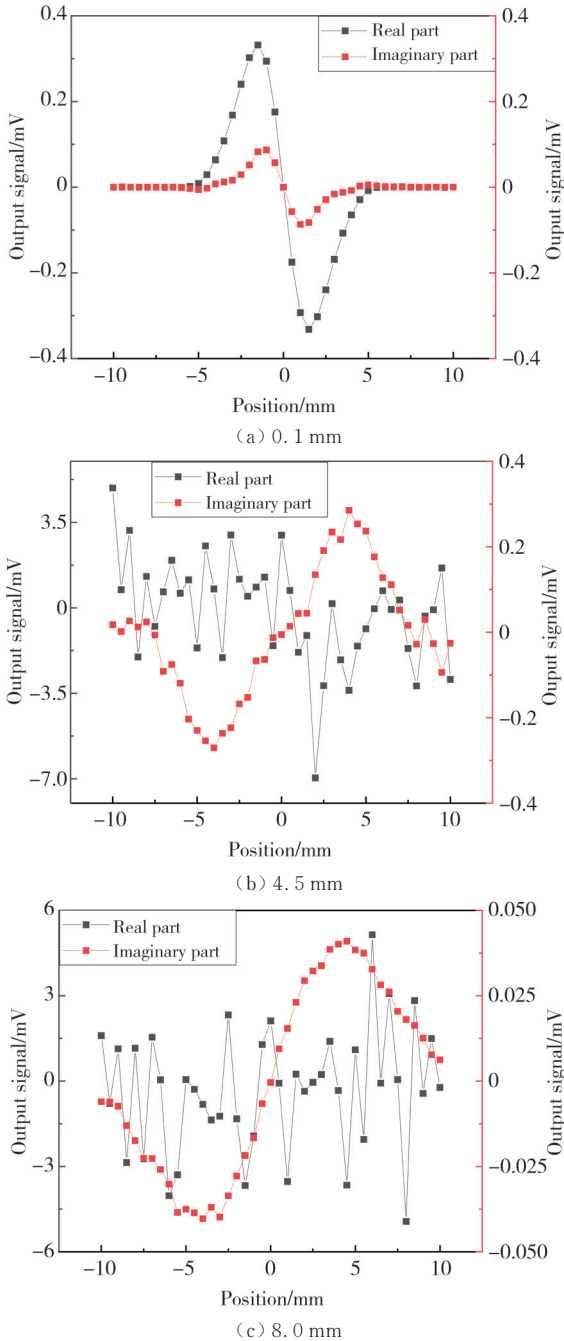 0.4
0.2
0
−0.2
−0.4
Output signal/mV
Real part
Imaginary part
0.4
0.2
0
−0.2
−0.4
Ouput signal/mV
−10
−5
0
5
10
Position/mm
(a) 0.1 mm
3.5
0
−3.5
−7.0
Output signal/mV
Real part
Imaginary part
0.4
0.2
0
−0.2
−0.4
Ouput signal/mV
−10
−5
0
5
10
Position/mm
(b) 4.5 mm
6
3
0
−3
−6
Output signal/mV
Real part
Imaginary part
0.050
0.025
0
−0.025
−0.050
Output signal/mV
−10
−5
0
5
10
Position/mm
(c) 8.0 mm